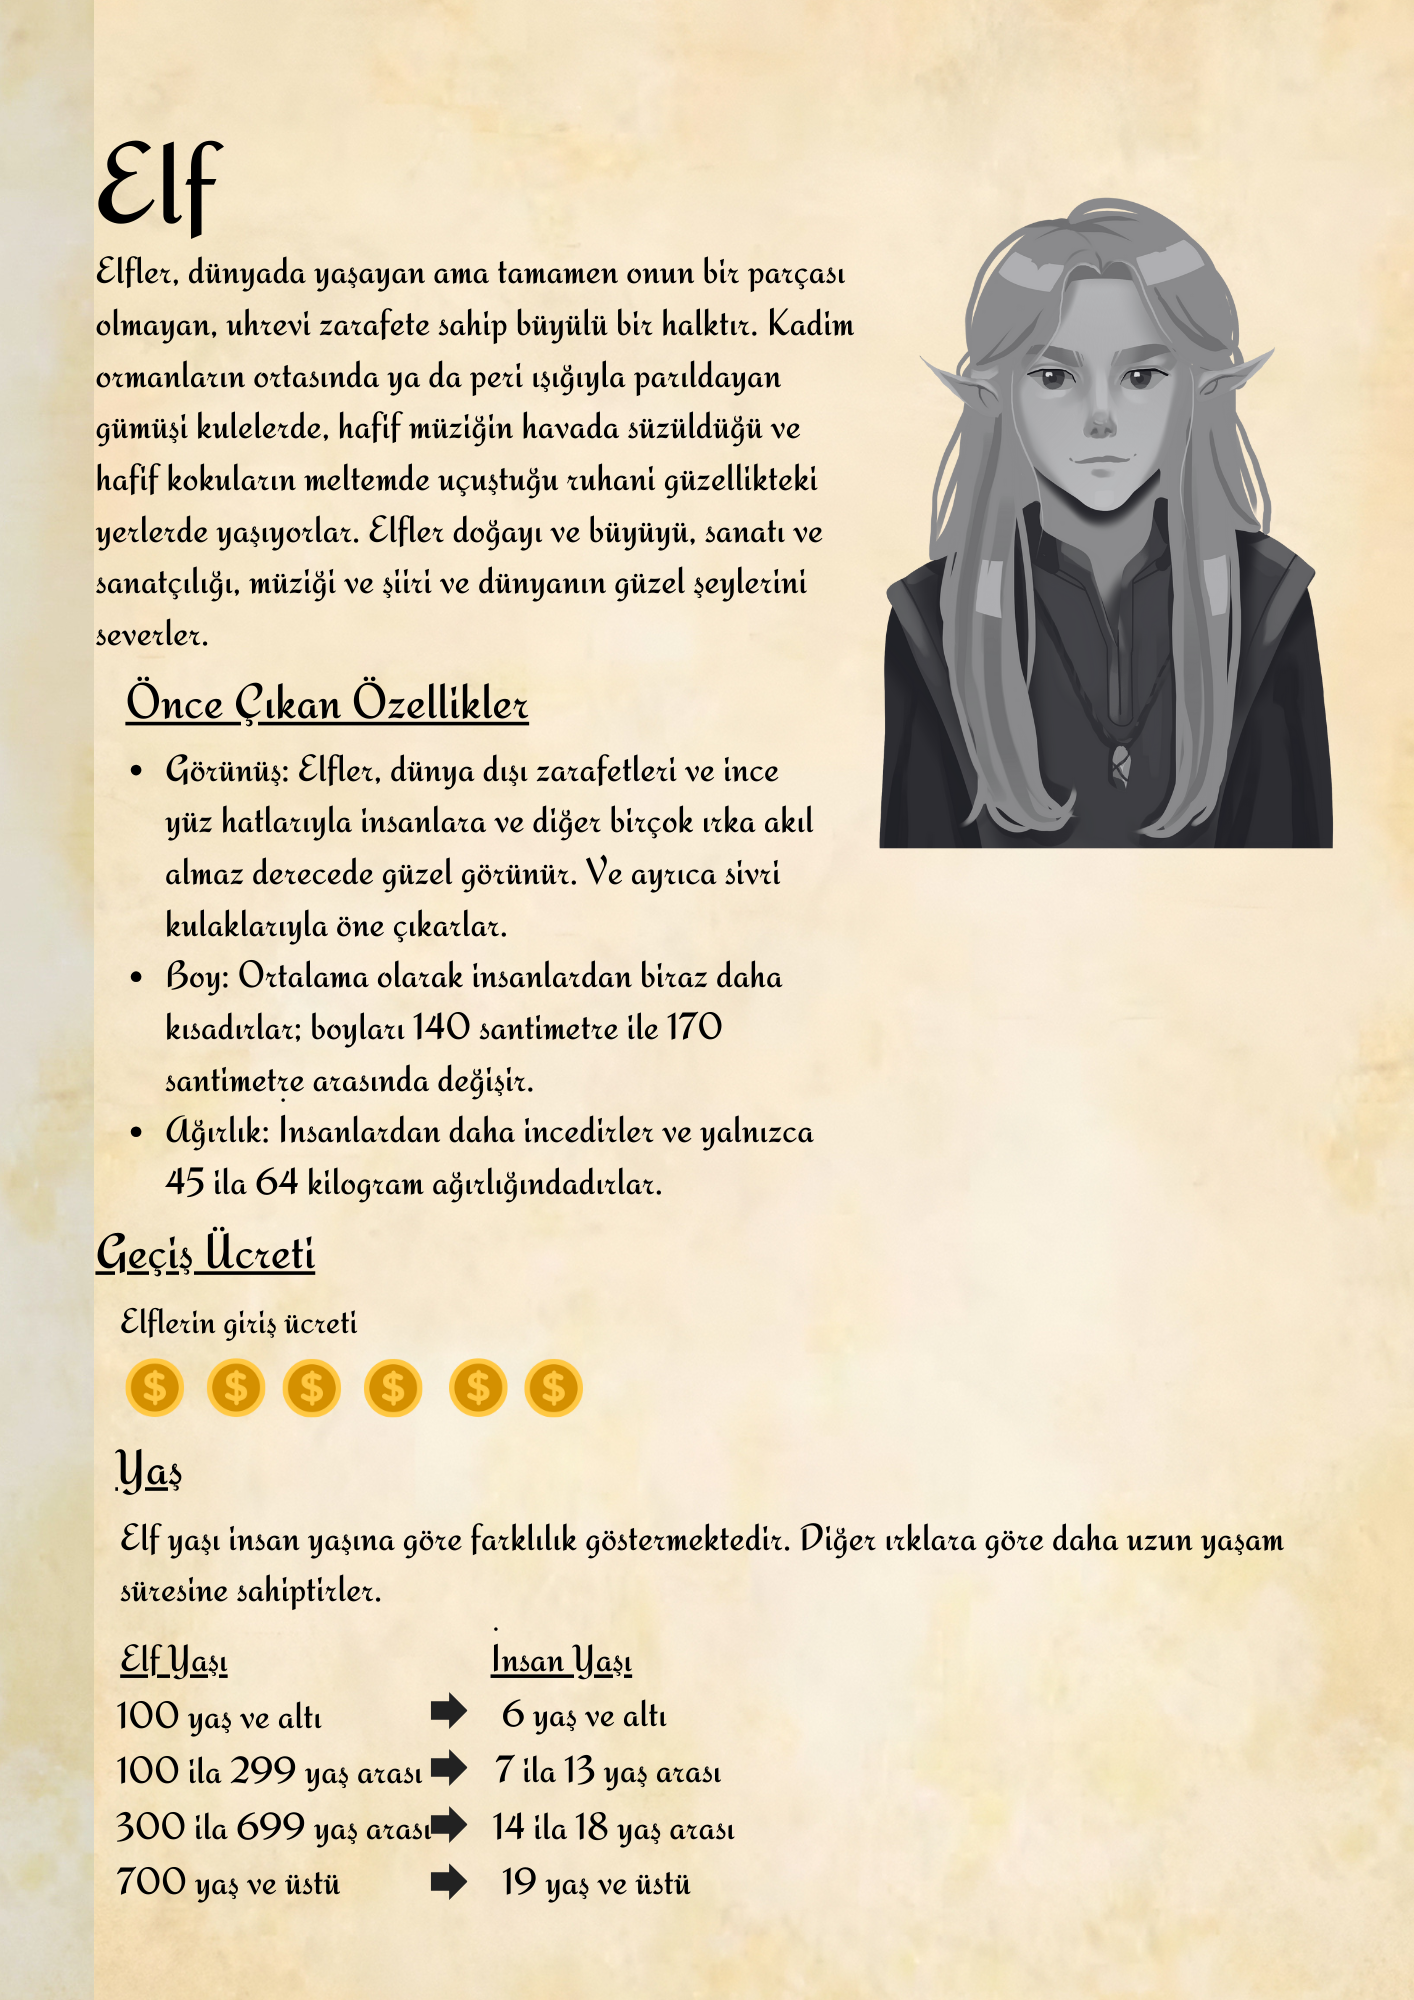 Elf
Elfler, dünyada yaşayan ama tamamen onun bir parçası
olmayan, uhrevi zarafete sahip büyülü bir halktır. Kadim
ormanların ortasında ya da peri ışığıyla parıldayan
gümüşi kulelerde, hafif müziğin havada süzüldüğü ve
hafif kokuların meltemde uçuştuğu ruhani güzellikteki
yerlerde yaşıyorlar. Elfler doğayı ve büyüyü, sanatı ve
sanatçılığı, müziği ve şiiri ve dünyanın güzel şeylerini
severler.
Önce Çıkan Özellikler
• Görünüş: Elfler, dünya dışı zarafetleri ve ince
yüz hatlarıyla insanlara ve diğer birçok ırka akıl
almaz derecede güzel görünür. Ve ayrıca sivri
kulaklarıyla öne çıkarlar.
• Boy: Ortalama olarak insanlardan biraz daha
kısadırlar; boyları 140 santimetre ile 170
santimetre arasında değişir.
• Ağırlık: İnsanlardan daha incedirler ve yalnızca
45 ila 64 kilogram ağırlığındadırlar.
Geçiş Ücreti
Elflerin giriş ücreti
$ $ $ $ $ $
Yaş
Elf yaşı insan yaşına göre farklılık göstermektedir. Diğer ırklara göre daha uzun yaşam
süresine sahiptirler.
Elf Yaşı İnsan Yaşı
100 yaş ve altı 6 yaş ve altı
100 ila 299 yaş arası 7 ila 13 yaş arası
300 ila 699 yaş arası 14 ila 18 yaş arası
700 yaş ve üstü 19 yaş ve üstü